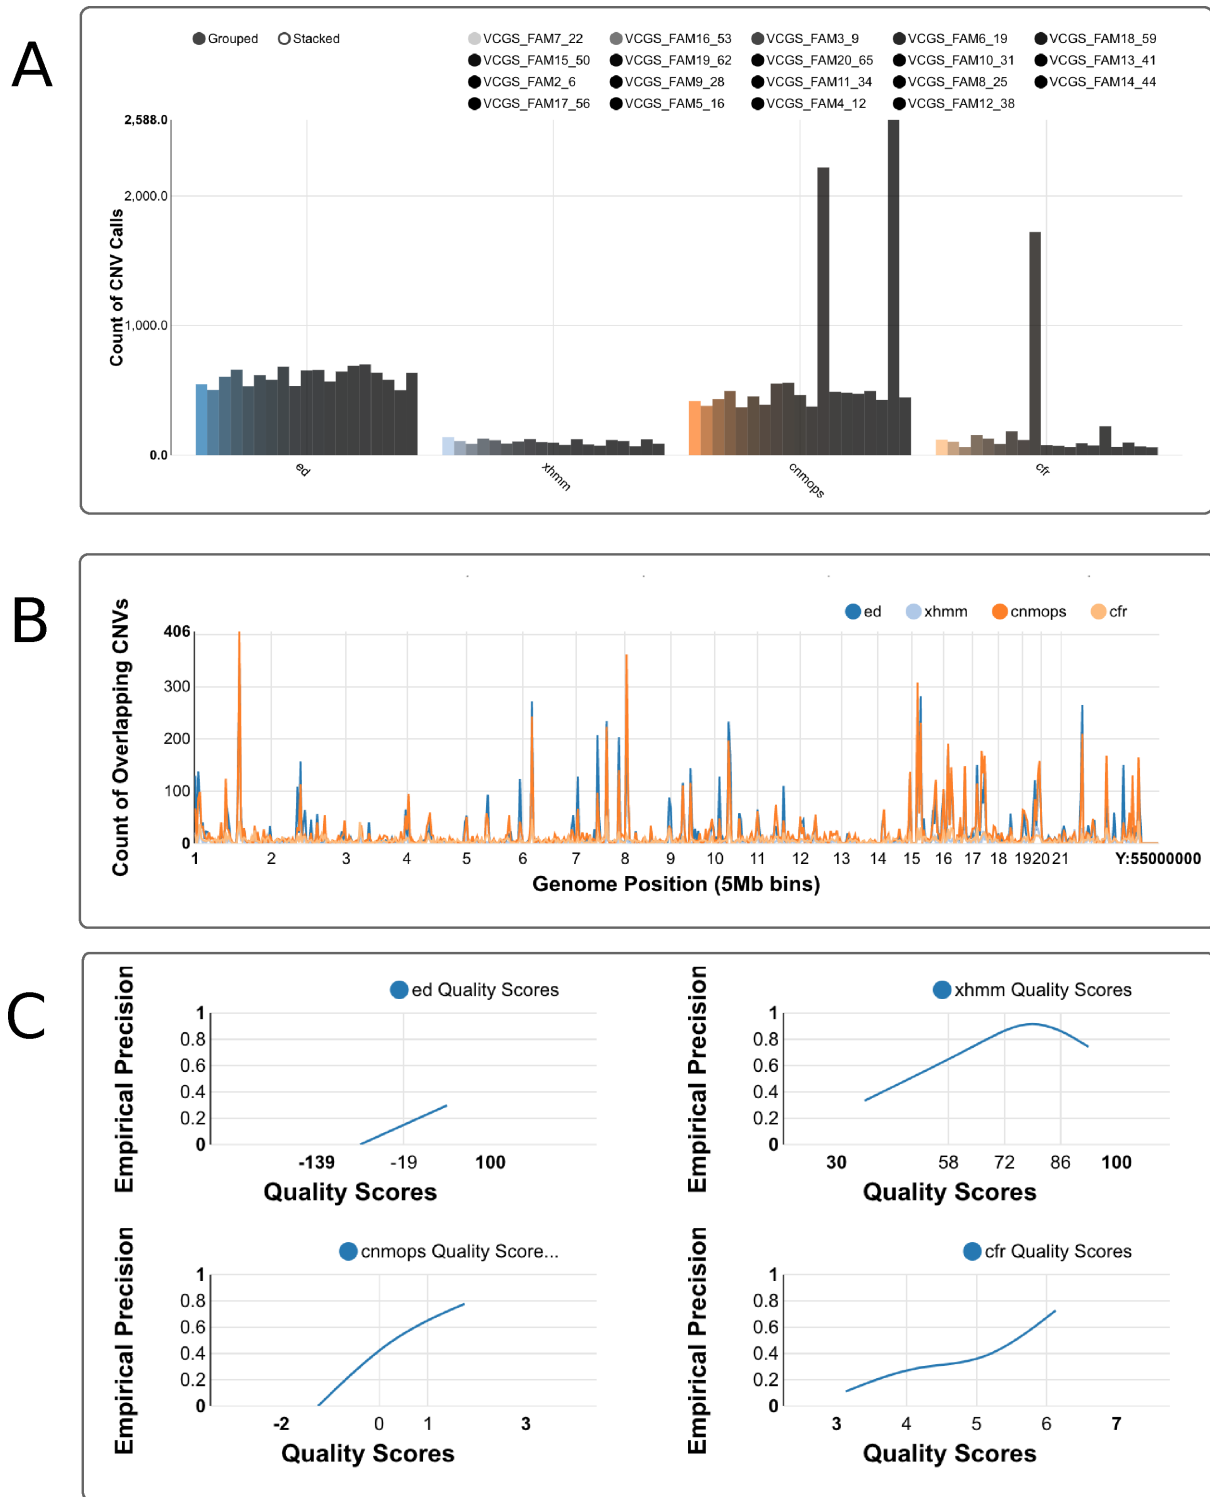 A
Grouped Stacked
VCGS_FAM7_22 VCGS_FAM16_53 VCGS_FAM3_9 VCGS_FAM6_19 VCGS_FAM18_59
VCGS_FAM15_50 VCGS_FAM19_62 VCGS_FAM20_65 VCGS_FAM10_31 VCGS_FAM13_41
VCGS_FAM2_6 VCGS_FAM9_28 VCGS_FAM11_34 VCGS_FAM8_25 VCGS_FAM14_44
VCGS_FAM17_56 VCGS_FAM5_16 VCGS_FAM4_12 VCGS_FAM12_38
Count of CNV Calls
2,588.0
2,000.0
1,000.0
0.0
ed xhmm cnmops cfr
B
ed xhmm cnmops cfr
Count of Overlapping CNVs
406
300
200
100
0
1 2 3 4 5 6 7 8 9 10 11 12 13 14 15 16 17 18 19 20 21 Y:55000000
Genome Position (5Mb bins)
C
ed Quality Scores
Empirical Precision
1
0.8
0.6
0.4
0.2
0
-139 -19 100
Quality Scores
xhmm Quality Scores
Empirical Precision
1
0.8
0.6
0.4
0.2
0
30 58 72 86 100
Quality Scores
cnmops Quality Score...
Empirical Precision
1
0.8
0.6
0.4
0.2
0
-2 0 1 3
Quality Scores
cfr Quality Scores
Empirical Precision
1
0.8
0.6
0.4
0.2
0
3 4 5 6 7
Quality Scores